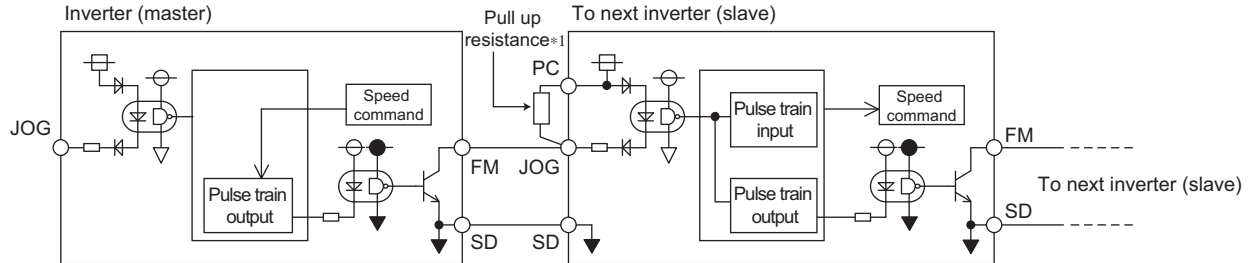 Inverter (master)
Pull up
resistance*1
To next inverter (slave)
PC
JOG
Speed
command
Pulse train
output
FM
SD
JOG
SD
Pulse train
input
Pulse train
output
Speed
command
FM
To next inverter (slave)
SD